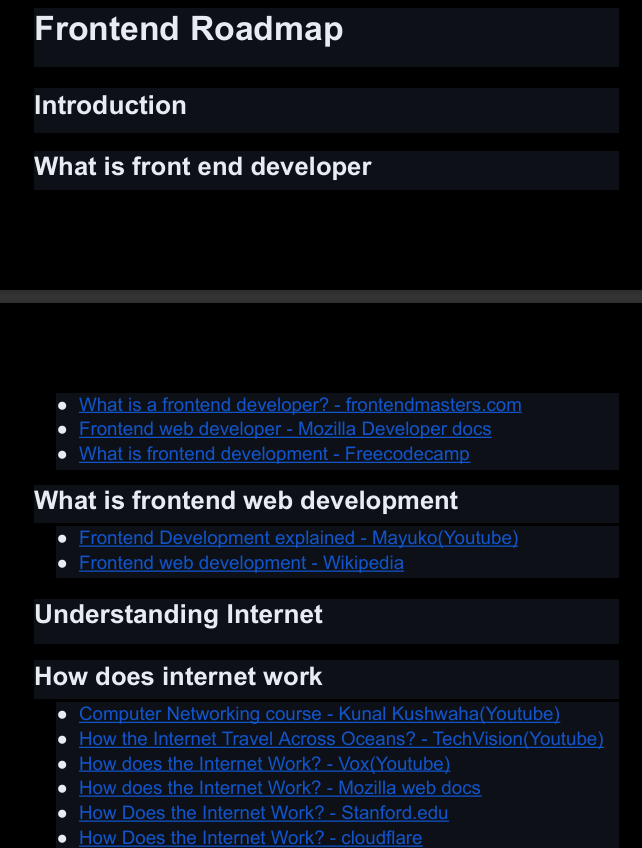 Frontend Roadmap
Introduction
What is front end developer
● What is a frontend developer? - frontendmasters.com
● Frontend web developer - Mozilla Developer docs
● What is frontend development - Freecodecamp
What is frontend web development
● Frontend Development explained - Mayuko(Youtube)
● Frontend web development - Wikipedia
Understanding Internet
How does internet work
● Computer Networking course - Kunal Kushwaha(Youtube)
● How the Internet Travel Across Oceans? - TechVision(Youtube)
● How does the Internet Work? - Vox(Youtube)
● How does the Internet Work? - Mozilla web docs
● How Does the Internet Work? - Stanford.edu
● How Does the Internet Work? - cloudflare